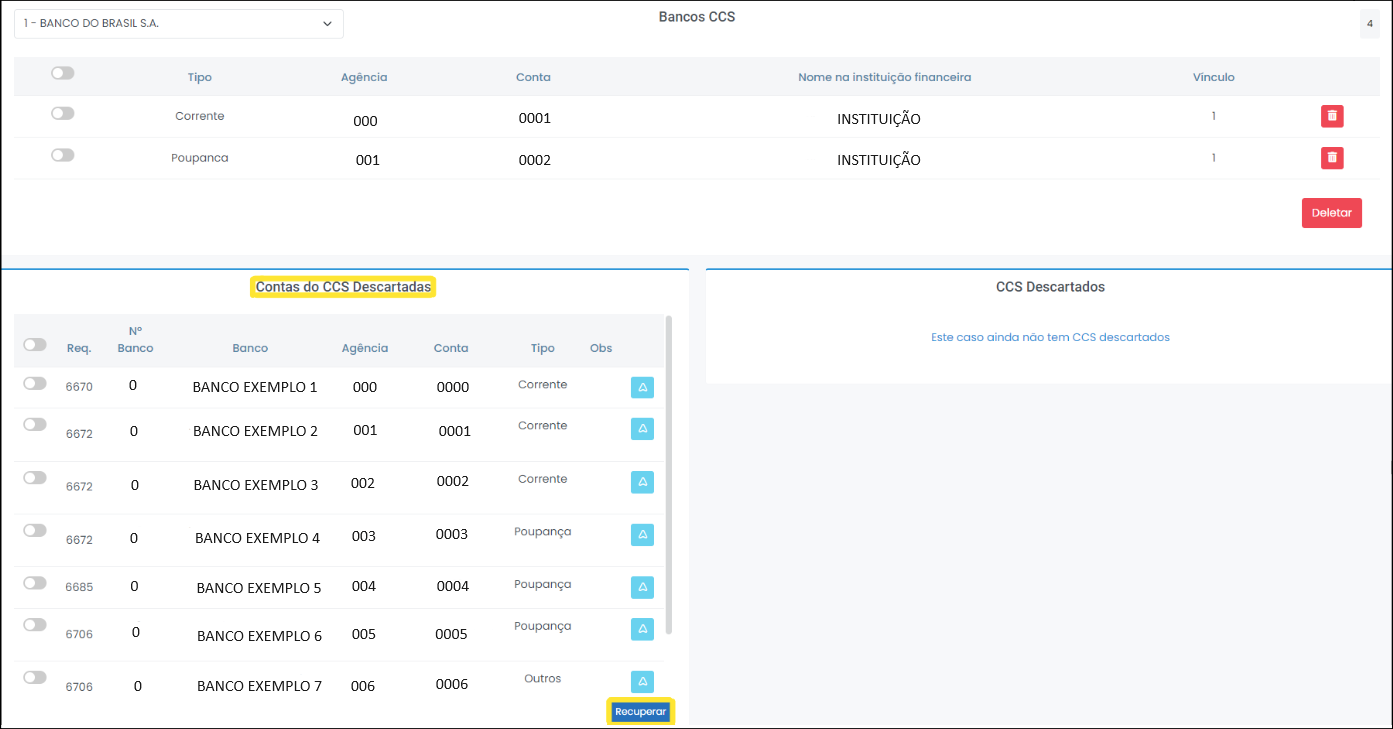 1 - BANCO DO BRASIL S.A.
Bancos CCS
4
Tipo Agência Conta Nome na instituição financeira Vínculo
Corrente 000 0001 INSTITUIÇÃO 1
Poupanca 001 0002 INSTITUIÇÃO 1
Deletar
Contas do CCS Descartadas
Req. Nº Banco Banco Agência Conta Tipo Obs
6670 0 BANCO EXEMPLO 1 000 0000 Corrente
6672 0 BANCO EXEMPLO 2 001 0001 Corrente
6672 0 BANCO EXEMPLO 3 002 0002 Corrente
6672 0 BANCO EXEMPLO 4 003 0003 Poupança
6685 0 BANCO EXEMPLO 5 004 0004 Poupança
6706 0 BANCO EXEMPLO 6 005 0005 Poupança
6706 0 BANCO EXEMPLO 7 006 0006 Outros
Recuperar
CCS Descartados
Este caso ainda não tem CCS descartados